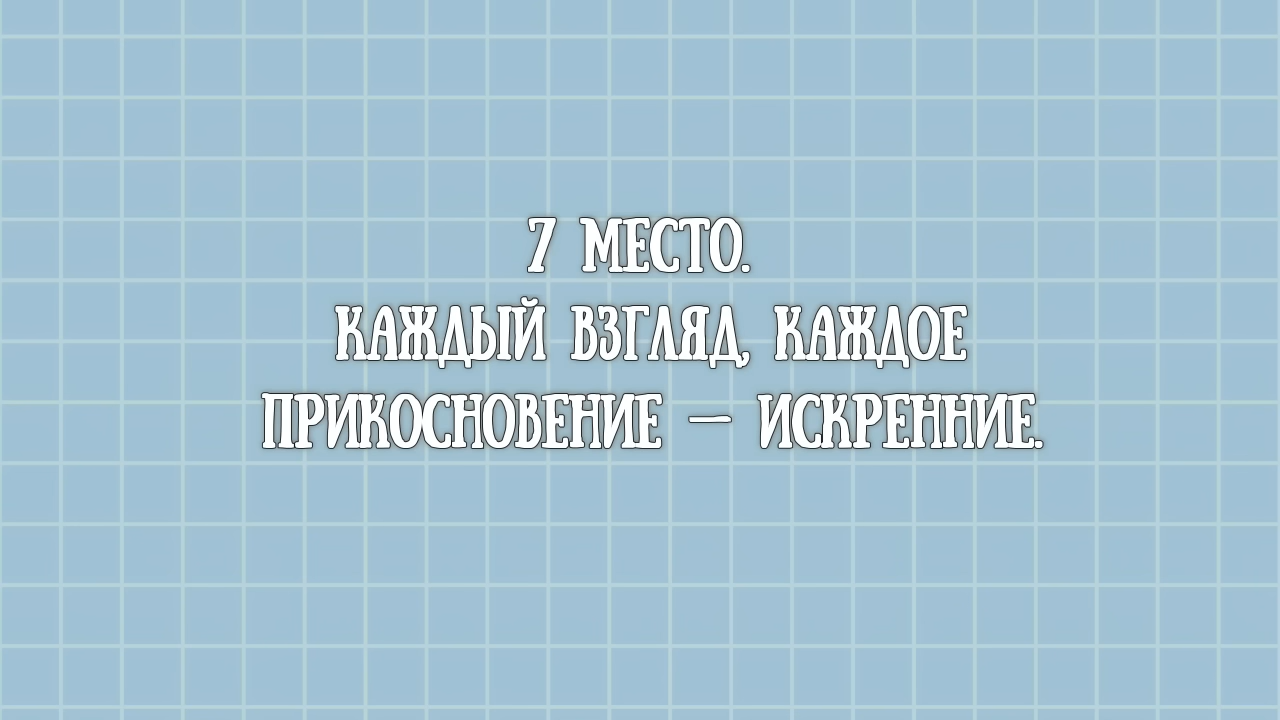 7 МЕСТО.
КАЖДЫЙ ВЗГЛЯД, КАЖДОЕ
ПРИКОСНОВЕНИЕ — ИСКРЕННИЕ.